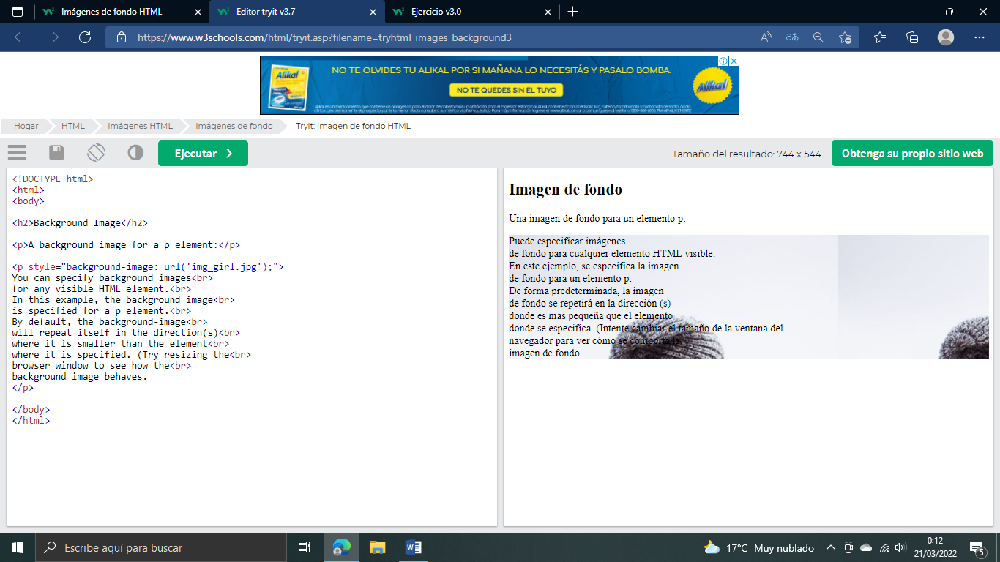 Imágenes de fondo HTML
Editor tryit v3.7
Ejercicio v3.0
https://www.w3schools.com/html/tryit.asp?filename=tryhtml_images_background3
Alikal
NO TE OLVIDES TU ALIKAL POR SI MAÑANA LO NECESITÁS Y PASALO BOMBA.
NO TE QUEDES SIN EL TUYO
Alikal
Hogar
HTML
Imágenes HTML
Imágenes de fondo
Tryit: Imagen de fondo HTML
Ejecutar ❯
Tamaño del resultado: 744 x 544
Obtenga su propio sitio web
<!DOCTYPE html>
<html>
<body>
<h2>Background Image</h2>
<p>A background image for a p element:</p>
<p style="background-image: url('img_girl.jpg');">
You can specify background images<br>
for any visible HTML element.<br>
In this example, the background image<br>
is specified for a p element.<br>
By default, the background-image<br>
will repeat itself in the direction(s)<br>
where it is smaller than the element<br>
where it is specified. (Try resizing the<br>
browser window to see how the<br>
background image behaves.
</p>
</body>
</html>
Imagen de fondo
Una imagen de fondo para un elemento p:
Puede especificar imágenes
de fondo para cualquier elemento HTML visible.
En este ejemplo, se especifica la imagen
de fondo para un elemento p.
De forma predeterminada, la imagen
de fondo se repetirá en la dirección (s)
donde es más pequeña que el elemento
donde se especifica. (Intente cambiar el tamaño de la ventana del
navegador para ver cómo se comporta la
imagen de fondo.
Escribe aquí para buscar
17°C Muy nublado
0:12
21/03/2022
5